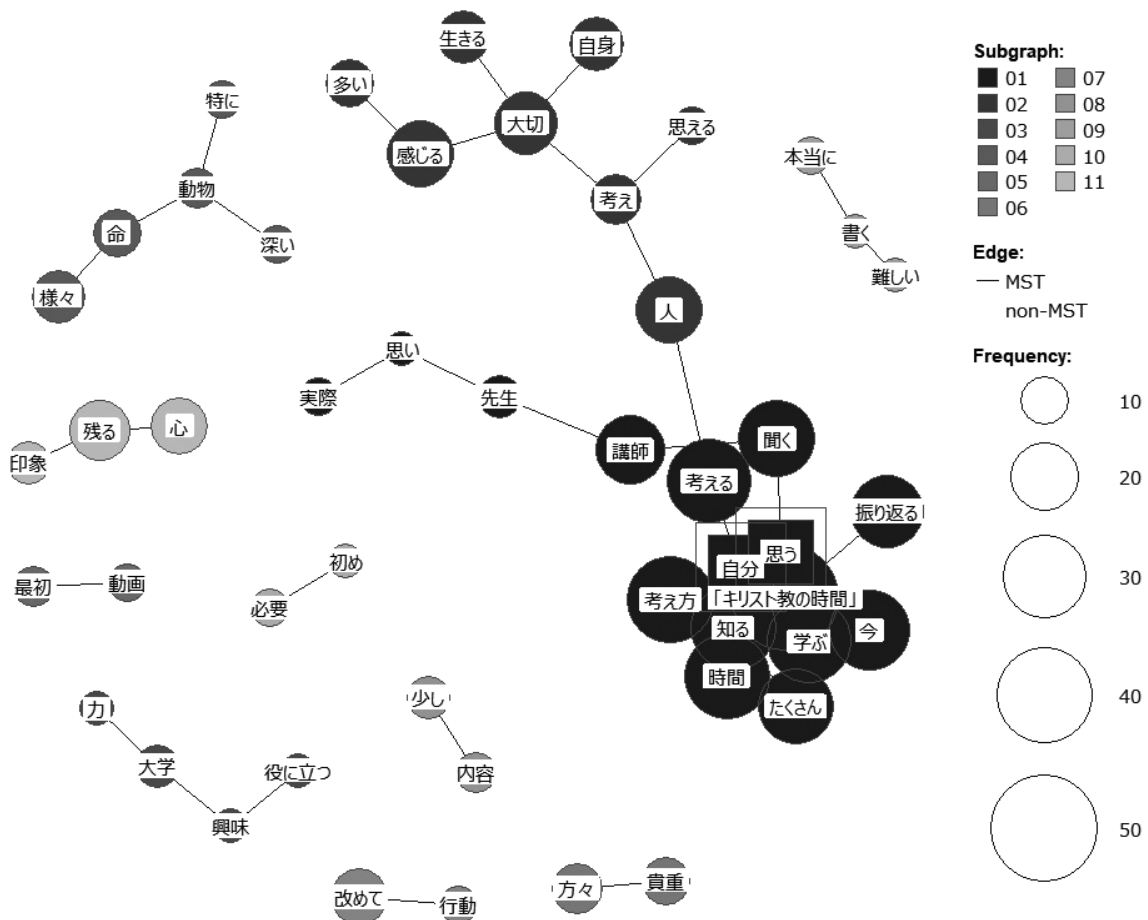 生きる
自身
多い
大切
感じる
思える
考え
本当に
書く
難しい
特に
動物
命
深い
様々
人
思い
実際
先生
講師
聞く
考える
残る
心
印象
振り返る
思う
自分
考え方
「キリスト教の時間」
知る
学ぶ
今
時間
たくさん
最初
動画
初め
必要
少し
内容
力
大学
役に立つ
興味
改めて
行動
方々
貴重
Subgraph:
01
02
03
04
05
06
07
08
09
10
11
Edge:
MST
non-MST
Frequency:
10
20
30
40
50